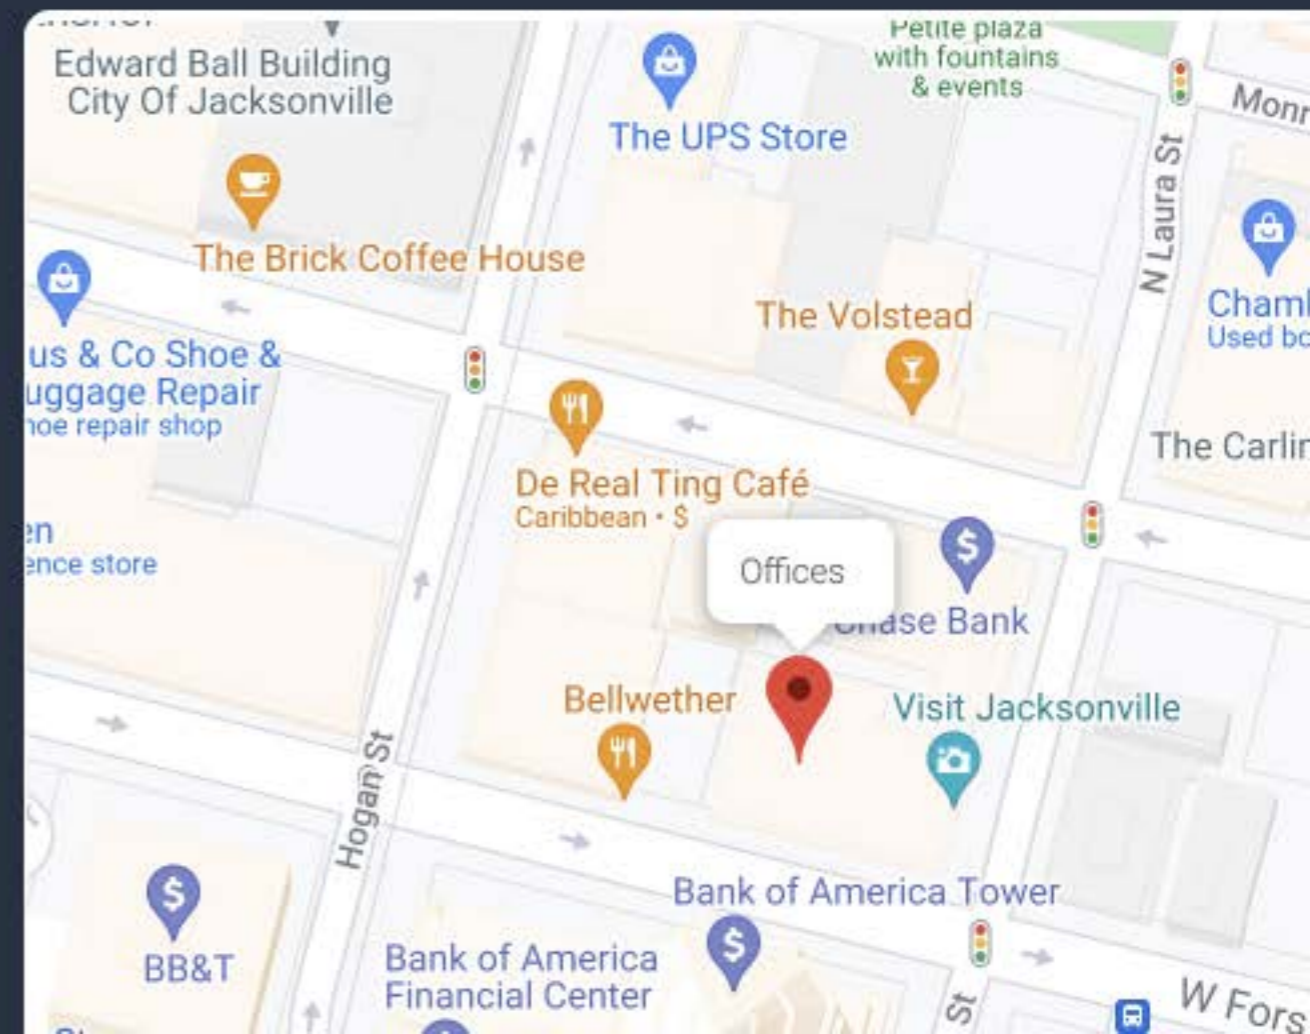 Edward Ball Building
City Of Jacksonville
Petite plaza
with fountains
& events
The UPS Store
Monr
N Laura St
The Brick Coffee House
Cham
Used bo
The Volstead
us & Co Shoe &
uggage Repair
hoe repair shop
The Carlin
De Real Ting Café
Caribbean • $
en
ence store
Offices
Chase Bank
Bellwether
Visit Jacksonville
Hogan St
Bank of America Tower
BB&T
Bank of America
Financial Center
St
W Fors